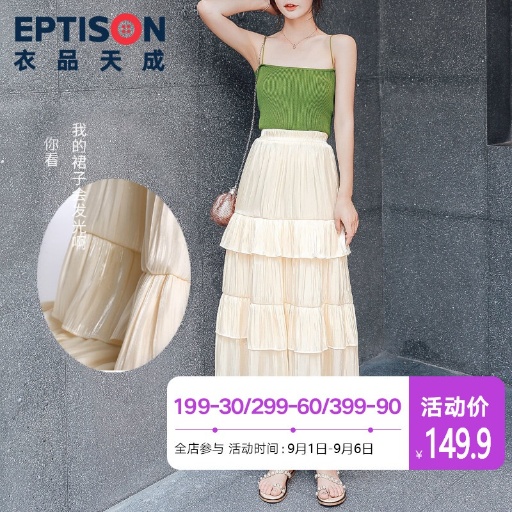 EPTISON
衣品天成
我的裙子会发光啊
你看
199-30/299-60/399-90
全店参与 活动时间:9月1日-9月6日
活动价
¥149.9